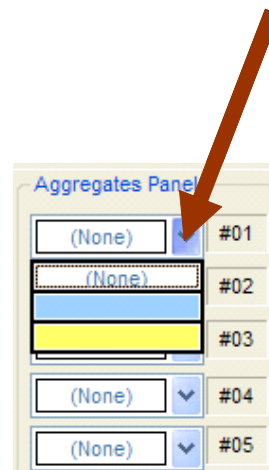 Aggregates Panel
(None) #01
(None) #02
#03
(None) #04
(None) #05